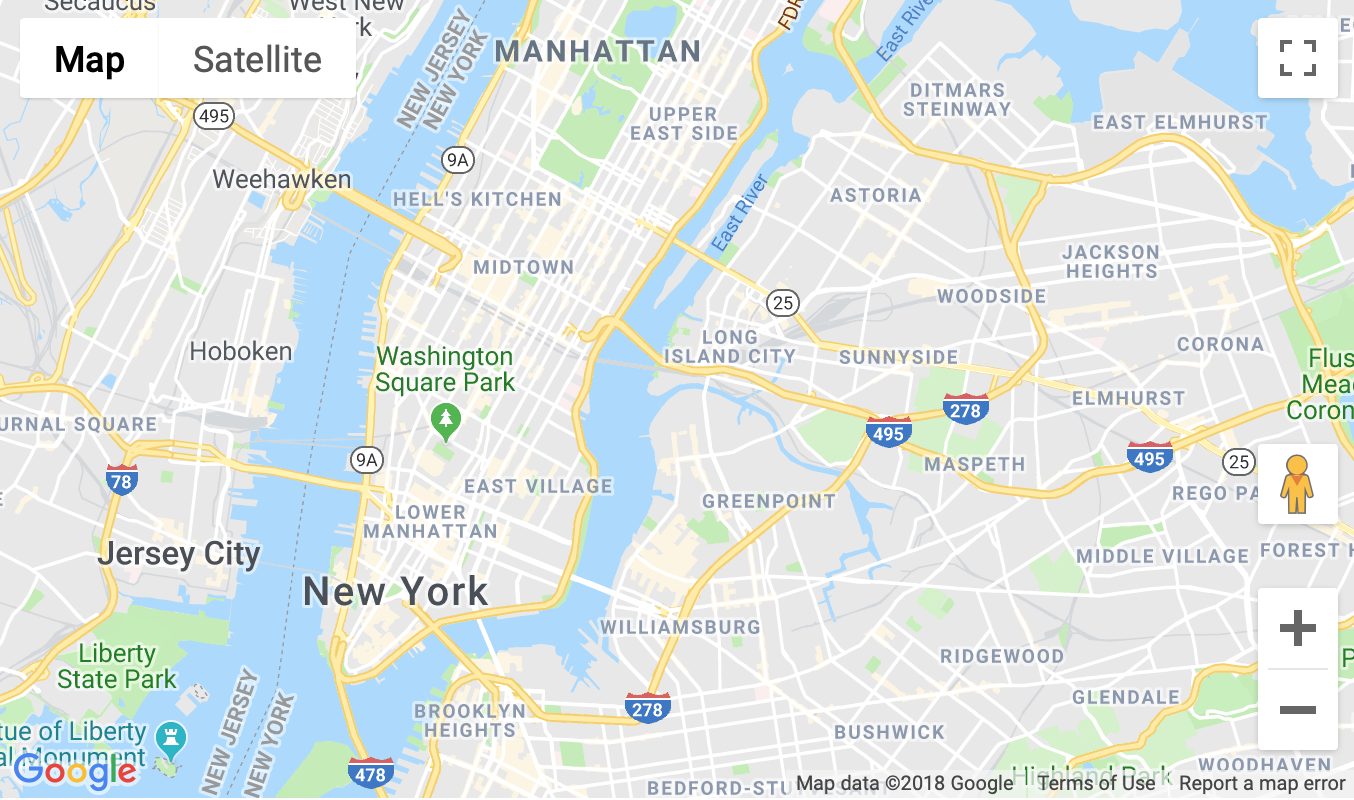 Secaucus
West New
rk
Map
Satellite
NEW JERSEY
NEW YORK
MANHATTAN
FDR
East River
DITMARS
STEINWAY
UPPER
EAST SIDE
EAST ELMHURST
495
9A
Weehawken
HELL'S KITCHEN
ASTORIA
East River
MIDTOWN
JACKSON
HEIGHTS
WOODSIDE
25
LONG
ISLAND CITY
Hoboken
Washington
Square Park
SUNNYSIDE
CORONA
Flus
Mea
Coron
ELMHURST
278
URNAL SQUARE
495
495
9A
25
78
MASPETH
EAST VILLAGE
GREENPOINT
REGO PA
LOWER
MANHATTAN
Jersey City
MIDDLE VILLAGE
FOREST H
New York
WILLIAMSBURG
Liberty
State Park
RIDGEWOOD
P
GLENDALE
NEW JERSEY
NEW YORK
278
BROOKLYN
HEIGHTS
tue of Liberty
al Monument
BUSHWICK
Google
478
WOODHAVEN
Highland Park
BEDFORD-STUYVESANT
Map data ©2018 Google
Terms of Use
Report a map error